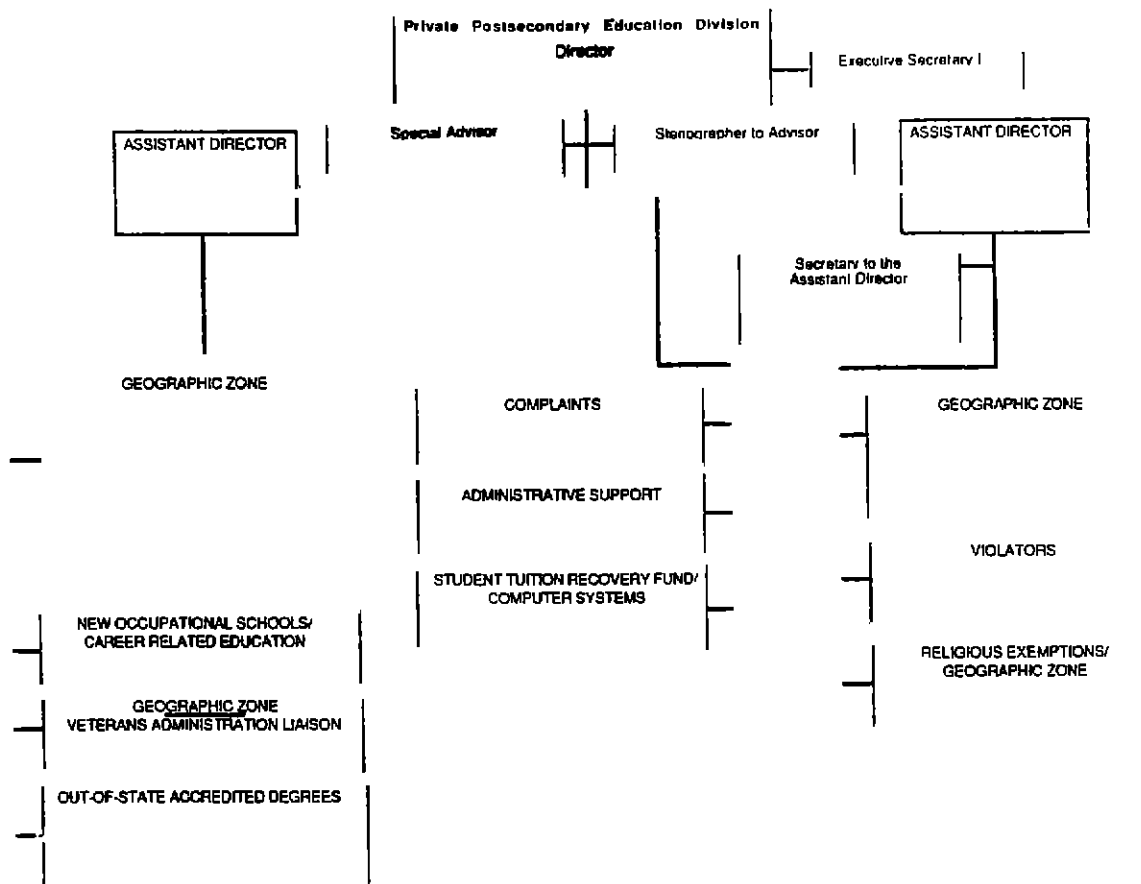 Private Postsecondary Education Division
Director
Executive Secretary I
ASSISTANT DIRECTOR
Special Advisor
Stenographer to Advisor
ASSISTANT DIRECTOR
Secretary to the
Assistant Director
GEOGRAPHIC ZONE
COMPLAINTS
GEOGRAPHIC ZONE
ADMINISTRATIVE SUPPORT
VIOLATORS
STUDENT TUITION RECOVERY FUND/
COMPUTER SYSTEMS
NEW OCCUPATIONAL SCHOOLS/
CAREER RELATED EDUCATION
RELIGIOUS EXEMPTIONS/
GEOGRAPHIC ZONE
GEOGRAPHIC ZONE
VETERANS ADMINISTRATION LIAISON
OUT-OF-STATE ACCREDITED DEGREES